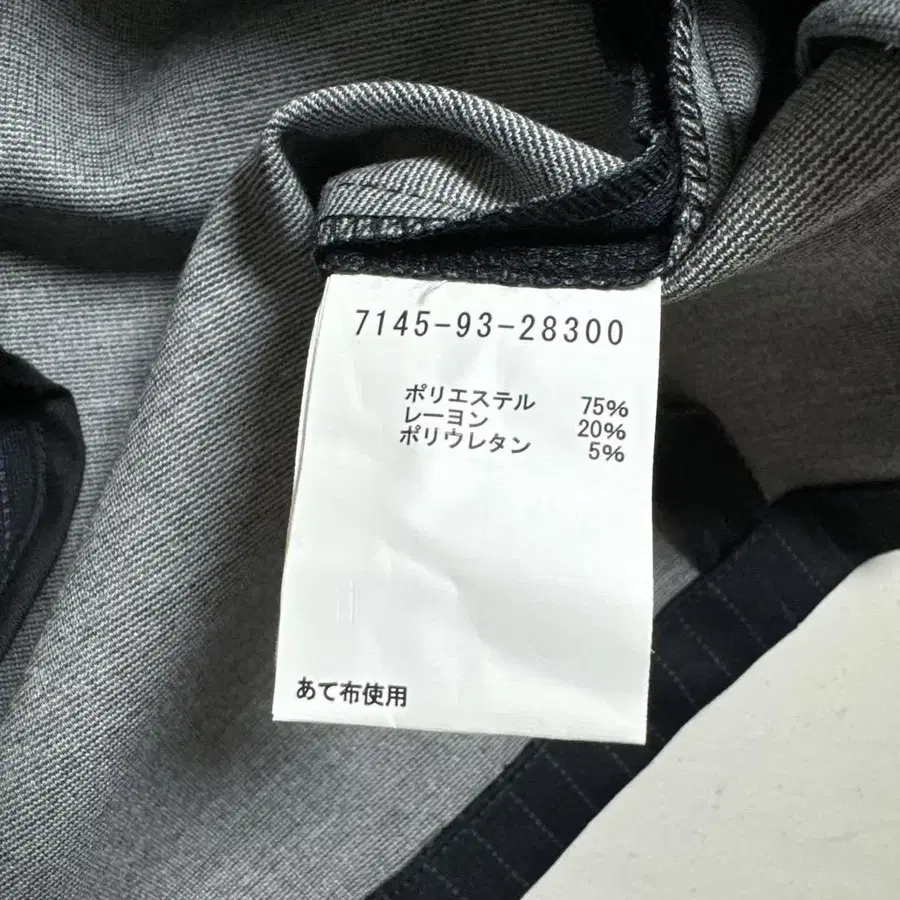 7145-93-28300
ポリエステル 75%
レーヨン 20%
ポリウレタン 5%
あて布使用